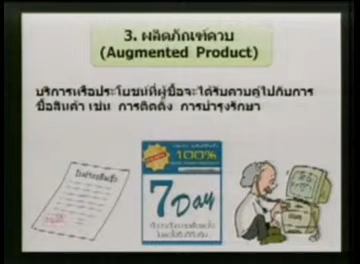 3. ผลิตภัณฑ์ควบ
(Augmented Product)
บริการหรือประโยชน์ที่ผู้ซื้อจะได้รับควบคู่ไปกับการ
ซื้อสินค้า เช่น การติดตั้ง การบำรุงรักษา
100%
7 Day